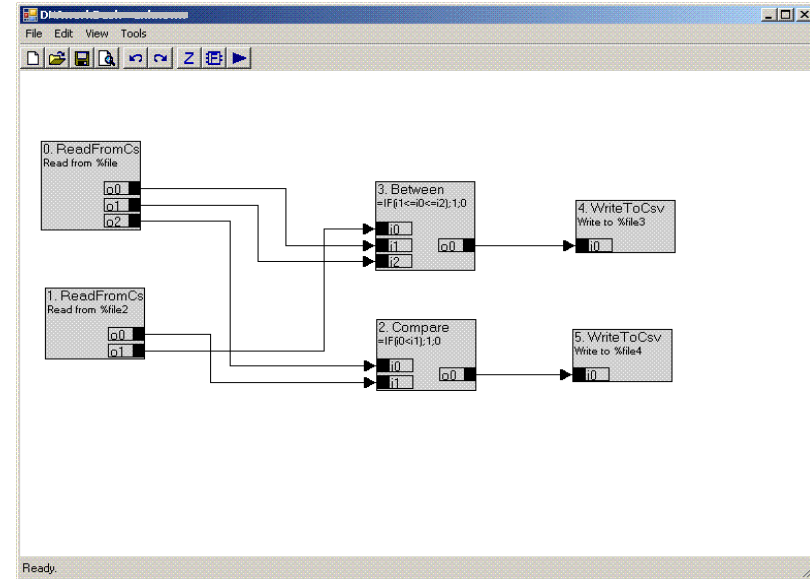 File Edit View Tools
Z
0. ReadFromCs
Read from %file
o0
o1
o2
1. ReadFromCs
Read from %file2
o0
o1
3. Between
=IF(i1<=i0<=i2);1;0
i0
i1
i2
o0
2. Compare
=IF(i0<i1);1;0
i0
i1
o0
4. WriteToCsv
Write to %file3
i0
5. WriteToCsv
Write to %file4
i0
Ready.